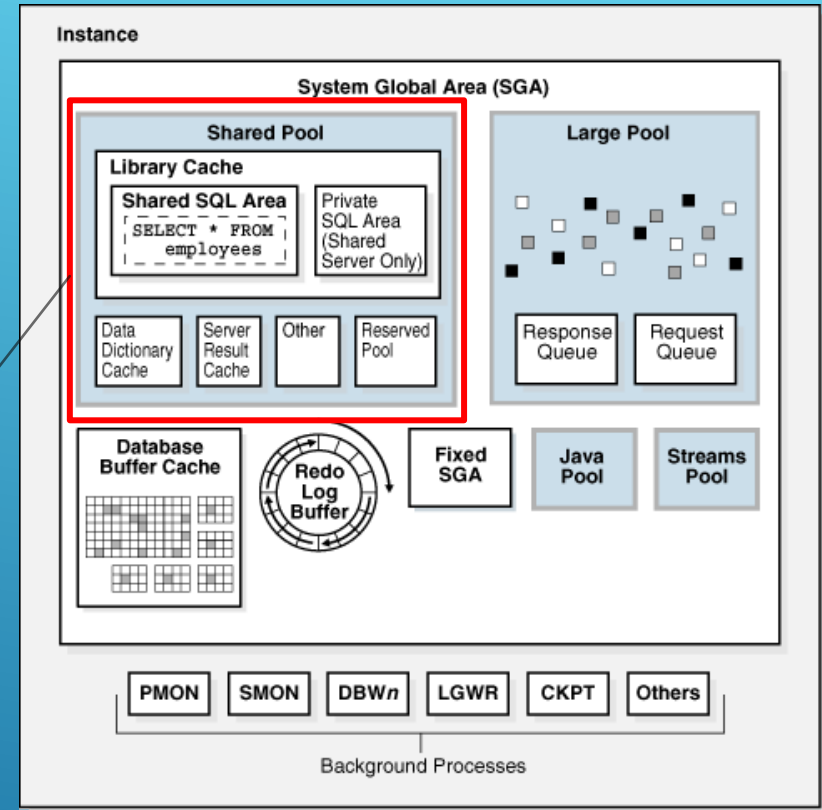 Instance
System Global Area (SGA)
Shared Pool
Library Cache
Shared SQL Area
SELECT * FROM
employees
Private
SQL Area
(Shared
Server Only)
Data
Dictionary
Cache
Server
Result
Cache
Other
Reserved
Pool
Large Pool
Response
Queue
Request
Queue
Database
Buffer Cache
Redo
Log
Buffer
Fixed
SGA
Java
Pool
Streams
Pool
PMON
SMON
DBWn
LGWR
CKPT
Others
Background Processes